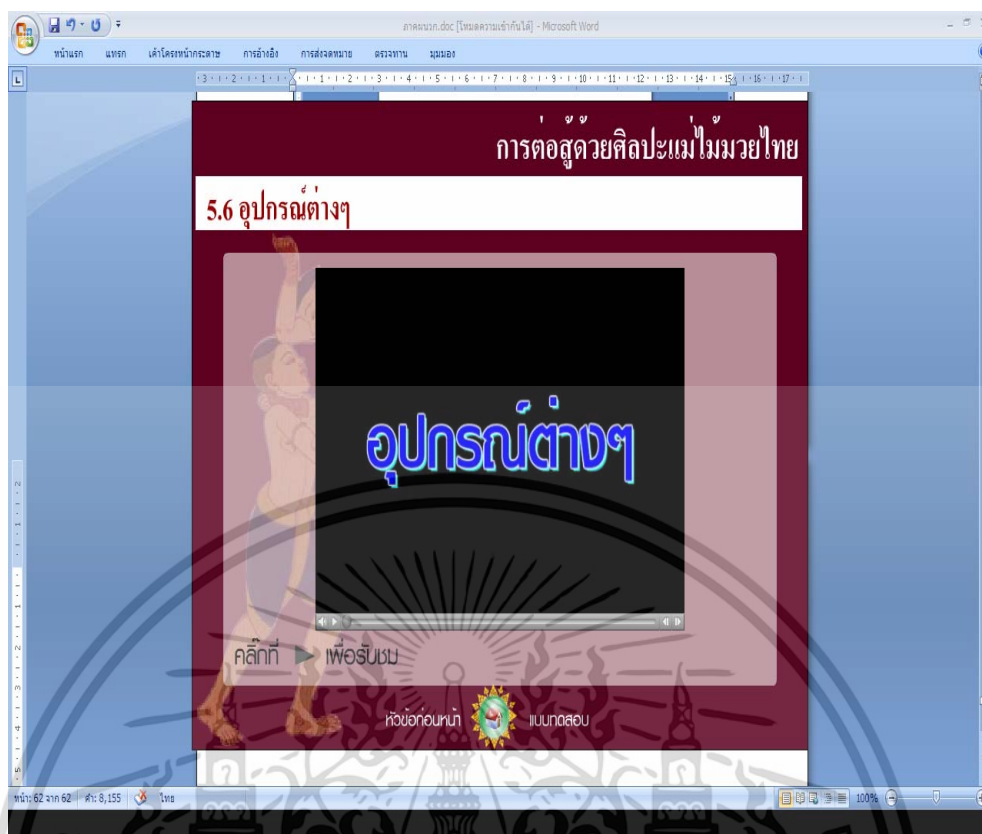 ภาคผนวก.doc [โหมดความเข้ากันได้] - Microsoft Word
หน้าแรก แทรก เค้าโครงหน้ากระดาษ การอ้างอิง การส่งจดหมาย ตรวจทาน มุมมอง
การต่อสู้ด้วยศิลปะแม่ไม้มวยไทย
5.6 อุปกรณ์ต่างๆ
อุปกรณ์ต่างๆ
คลิ๊กที่ เพื่อรับชม
หัวข้อก่อนหน้า แบบทดสอบ
หน้า: 62 จาก 62 คำ: 8,155 ไทย 100%